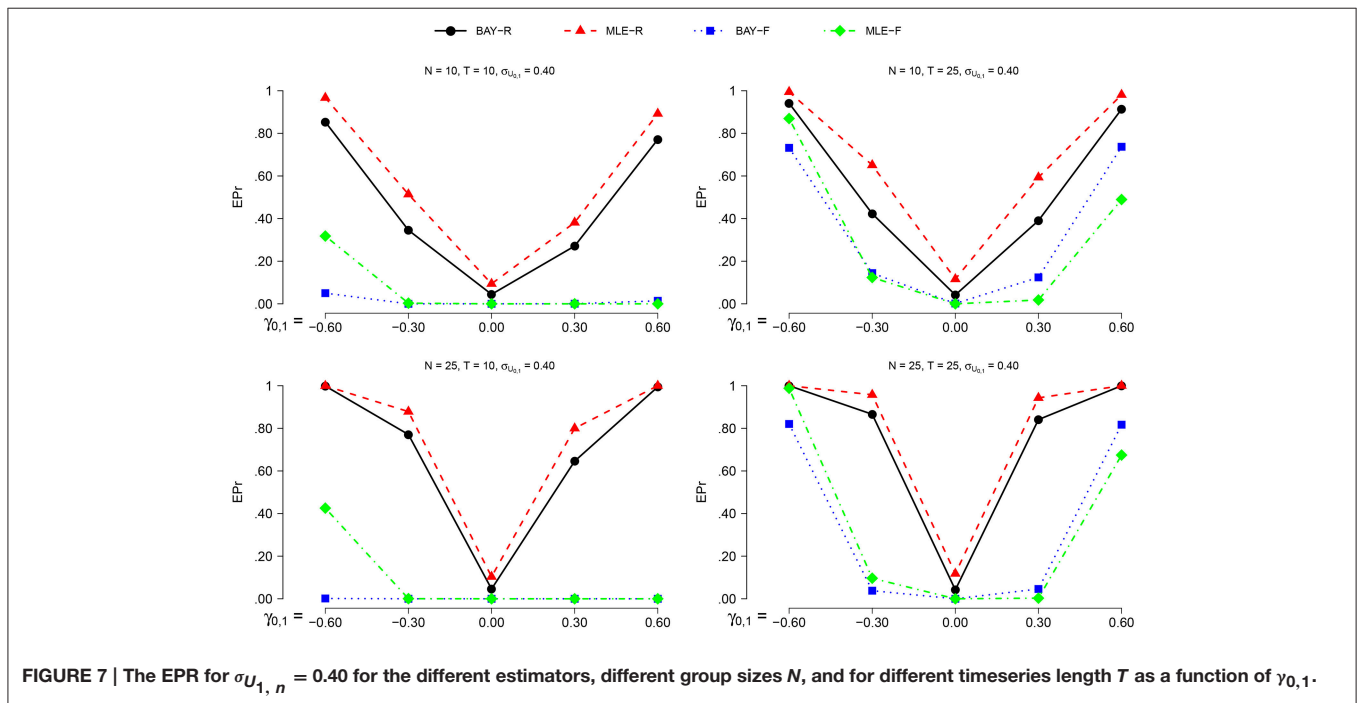 BAY−R MLE−R BAY−F MLE−F
N = 10, T = 10, σU0,1 = 0.40
1
.80
.60
.40
.20
.00
EPr
γ0,1 =
−0.60 −0.30 0.00 0.30 0.60
N = 10, T = 25, σU0,1 = 0.40
1
.80
.60
.40
.20
.00
EPr
γ0,1 =
−0.60 −0.30 0.00 0.30 0.60
N = 25, T = 10, σU0,1 = 0.40
1
.80
.60
.40
.20
.00
EPr
γ0,1 =
−0.60 −0.30 0.00 0.30 0.60
N = 25, T = 25, σU0,1 = 0.40
1
.80
.60
.40
.20
.00
EPr
γ0,1 =
−0.60 −0.30 0.00 0.30 0.60
FIGURE 7 | The EPR for σU1, n = 0.40 for the different estimators, different group sizes N, and for different timeseries length T as a function of γ0,1.